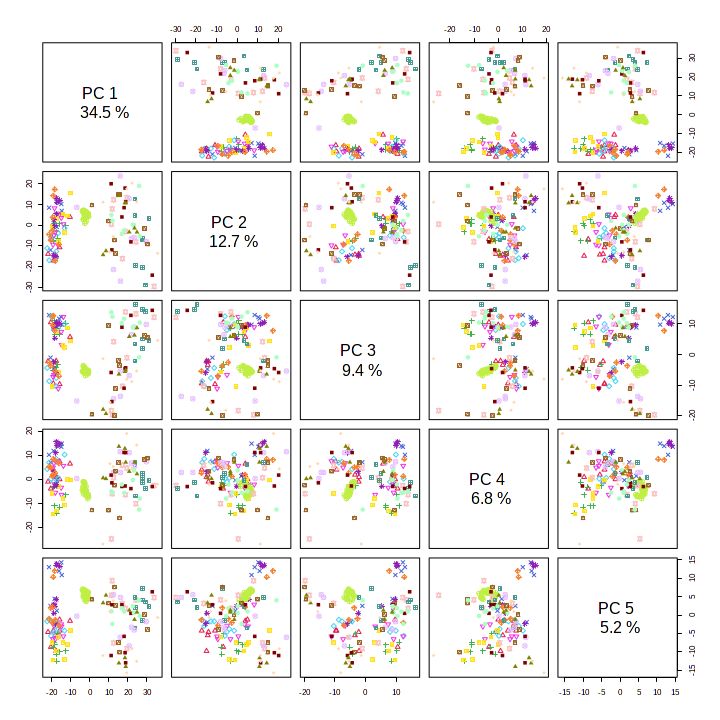 -30 -20 -10 0 10 20
-20 -10 0 10 20
PC 1
34.5 %
-20 -10 0 10 20 30
-30 -20 -10 0 10 20
PC 2
12.7 %
PC 3
9.4 %
-20 -10 0 10
-20 -10 0 10 20
PC 4
6.8 %
PC 5
5.2 %
-15 -10 -5 0 5 10 15
-20 -10 0 10 20 30
-20 -10 0 10
-15 -10 -5 0 5 10 15